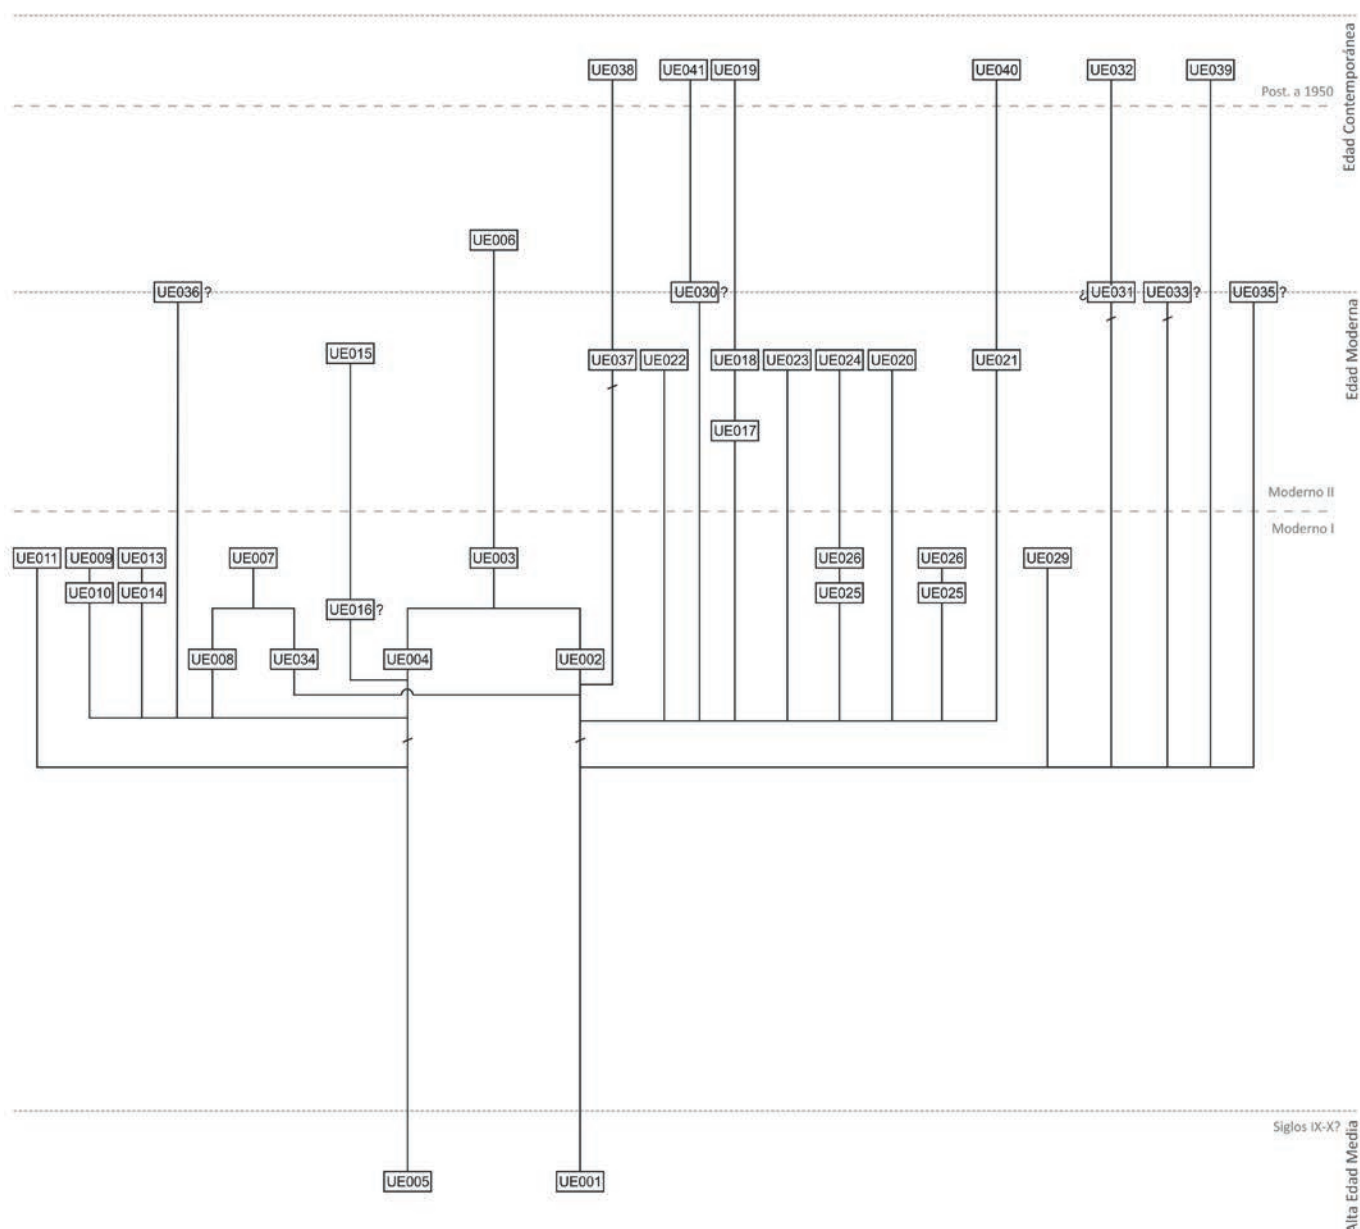 Edad Contemporánea
UE038 UE041 UE019 UE040 UE032 UE039
Post. a 1950
UE006
UE036? UE030? ¿UE031 UE033? UE035?
Edad Moderna
UE015
UE037 UE022 UE018 UE023 UE024 UE020 UE021
UE017
Moderno II
Moderno I
UE011 UE009 UE013 UE007 UE003 UE026 UE026 UE029
UE010 UE014 UE025 UE025
UE016?
UE008 UE034 UE004 UE002
Siglos IX-X?
Alta Edad Media
UE005 UE001